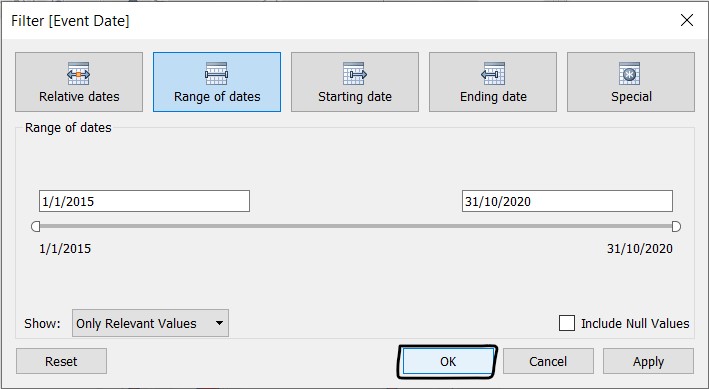 Filter [Event Date]
Relative dates Range of dates Starting date Ending date Special
Range of dates
1/1/2015 31/10/2020
1/1/2015 31/10/2020
Show: Only Relevant Values Include Null Values
Reset OK Cancel Apply